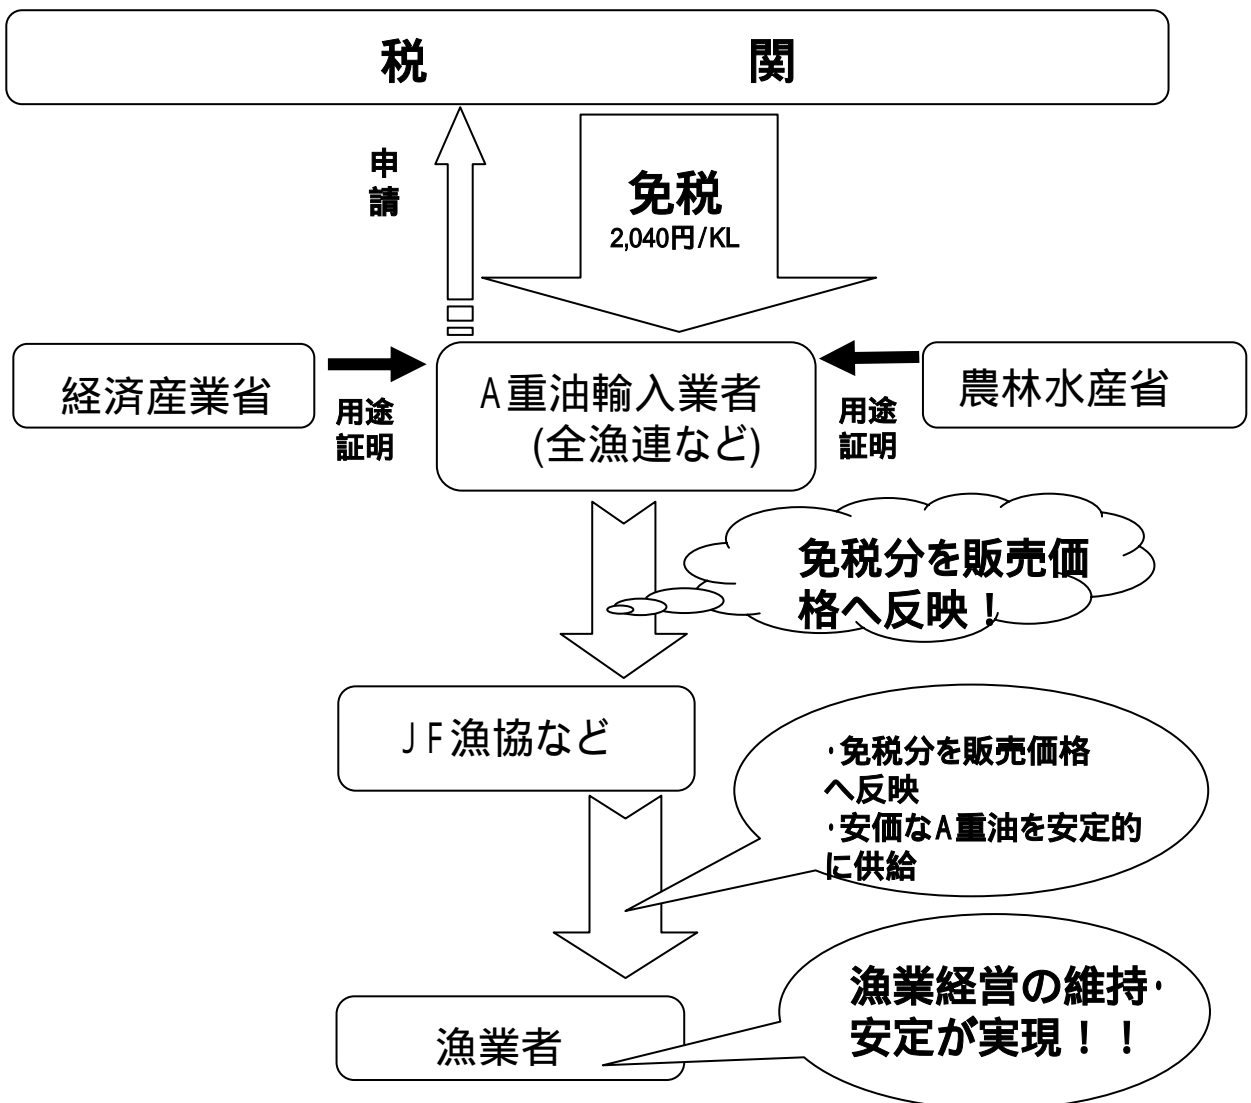 税 関
申
請
免税
2,040円/KL
経済産業省
用途
証明
A重油輸入業者
(全漁連など)
用途
証明
農林水産省
免税分を販売価
格へ反映!
JF漁協など
・免税分を販売価格
へ反映
・安価なA重油を安定的
に供給
漁業者
漁業経営の維持・
安定が実現!!